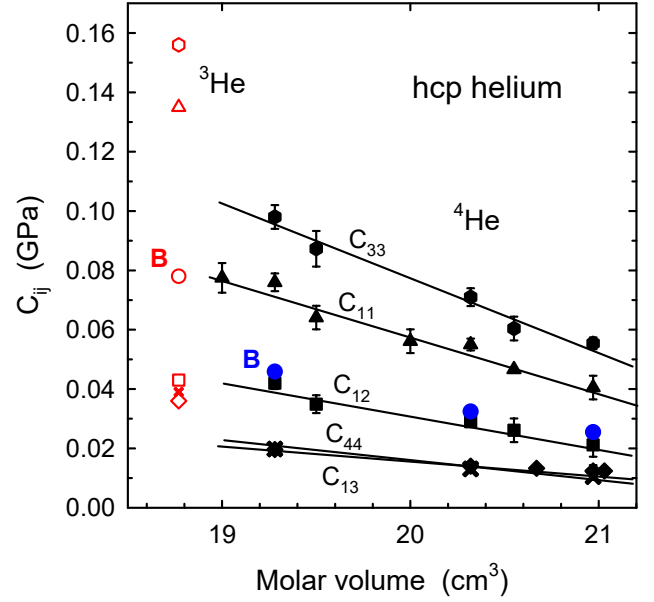 0.16
0.14
0.12
0.10
0.08
0.06
0.04
0.02
0.00
C_ij (GPa)
³He
hcp helium
⁴He
C₃₃
B
C₁₁
B
C₁₂
C₄₄
C₁₃
19
20
21
Molar volume (cm³)